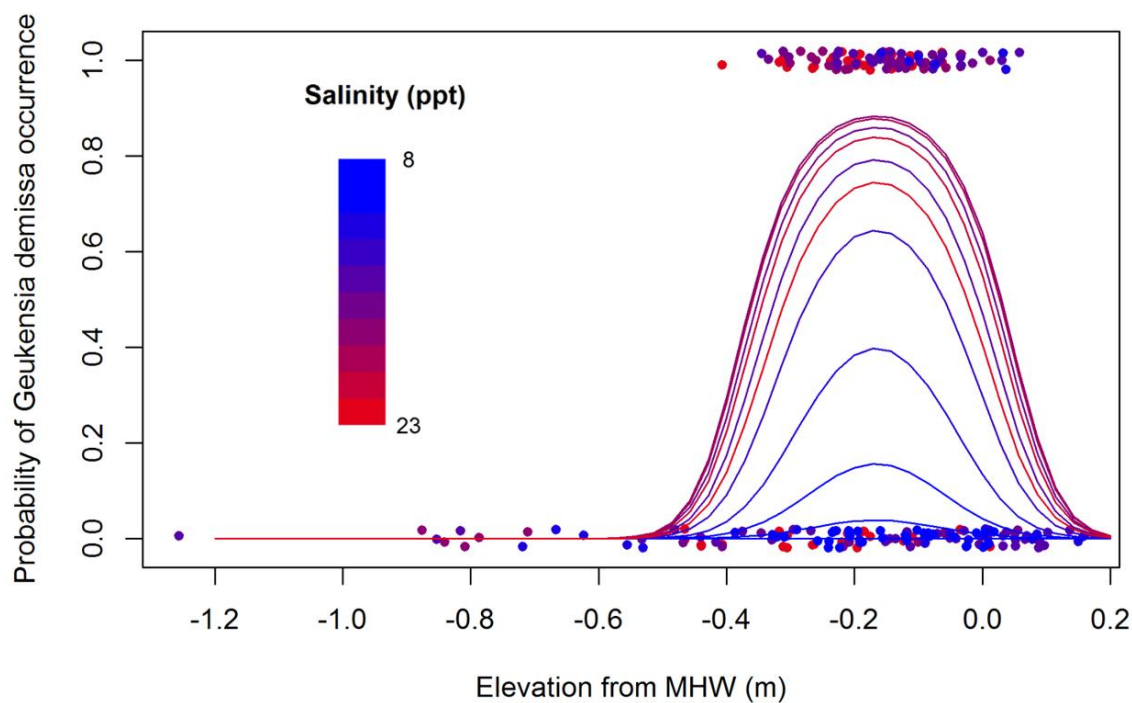 Probability of Geukensia demissa occurrence
1.0
0.8
0.6
0.4
0.2
0.0
Salinity (ppt)
8
23
-1.2 -1.0 -0.8 -0.6 -0.4 -0.2 0.0 0.2
Elevation from MHW (m)